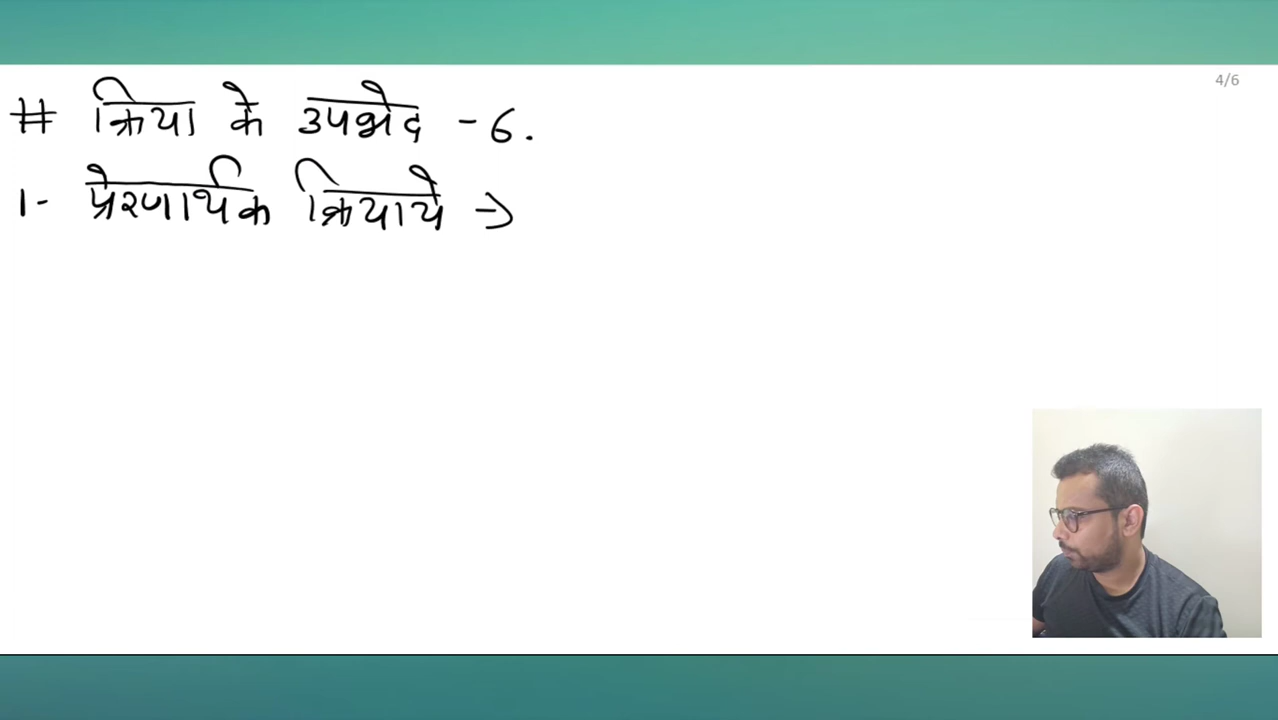 4/6
# क्रिया के उपभेद - 6.
1- प्रेरणार्थक क्रियाये →